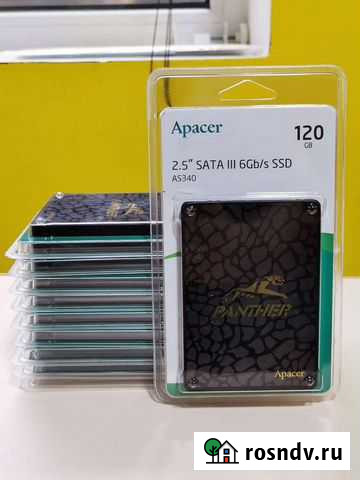 Apacer
120
GB
2.5" SATA III 6Gb/s SSD
AS340
PANTHER
Apacer
rosndv.ru